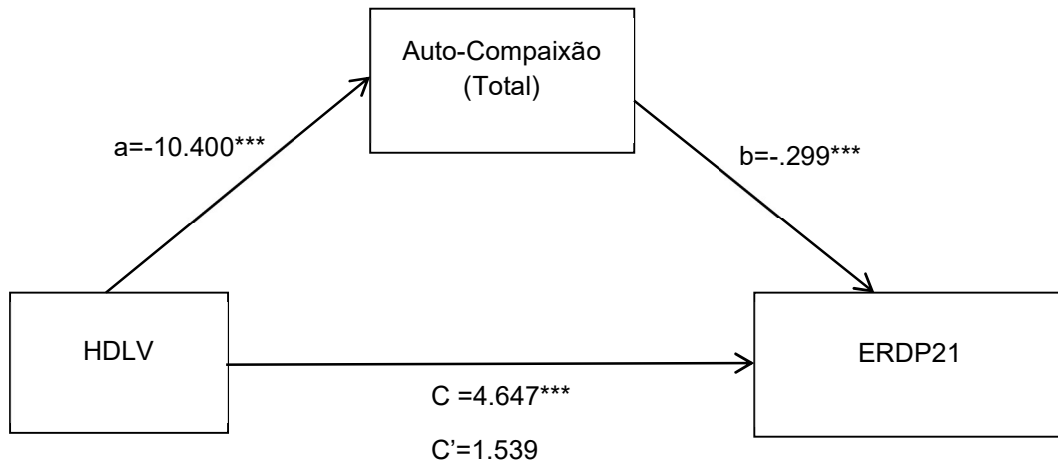 Auto-Compaixão
(Total)
a=-10.400***
b=-.299***
HDLV
ERDP21
C =4.647***
C’=1.539